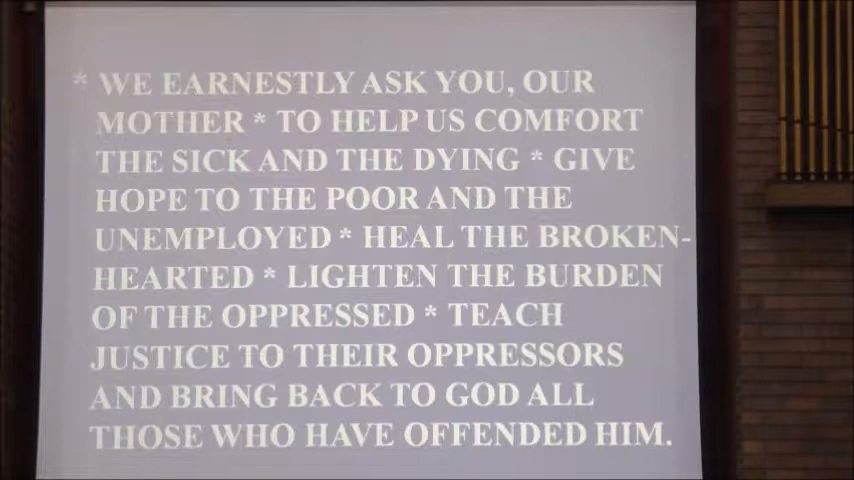 * WE EARNESTLY ASK YOU, OUR
MOTHER * TO HELP US COMFORT
THE SICK AND THE DYING * GIVE
HOPE TO THE POOR AND THE
UNEMPLOYED * HEAL THE BROKEN-
HEARTED * LIGHTEN THE BURDEN
OF THE OPPRESSED * TEACH
JUSTICE TO THEIR OPPRESSORS
AND BRING BACK TO GOD ALL
THOSE WHO HAVE OFFENDED HIM.